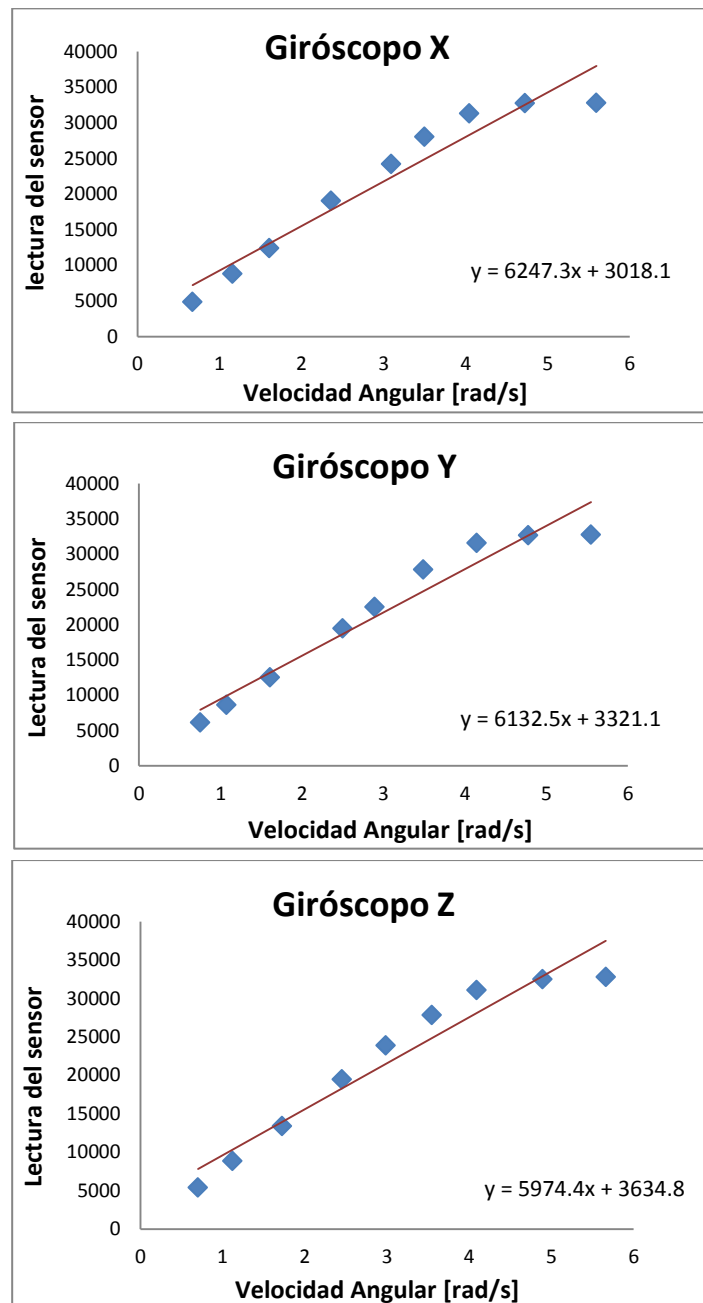 Giróscopo X
40000
35000
30000
25000
20000
15000
10000
5000
0
lectura del sensor
y = 6247.3x + 3018.1
0 1 2 3 4 5 6
Velocidad Angular [rad/s]
Giróscopo Y
40000
35000
30000
25000
20000
15000
10000
5000
0
Lectura del sensor
y = 6132.5x + 3321.1
0 1 2 3 4 5 6
Velocidad Angular [rad/s]
Giróscopo Z
40000
35000
30000
25000
20000
15000
10000
5000
0
Lectura del sensor
y = 5974.4x + 3634.8
0 1 2 3 4 5 6
Velocidad Angular [rad/s]